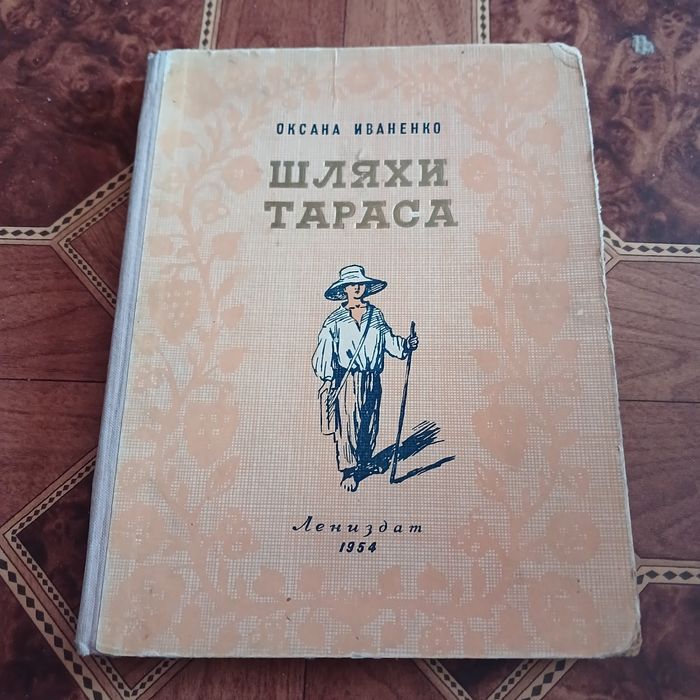 ОКСАНА ИВАНЕНКО
ШЛЯХИ
ТАРАСА
Лениздат
1954